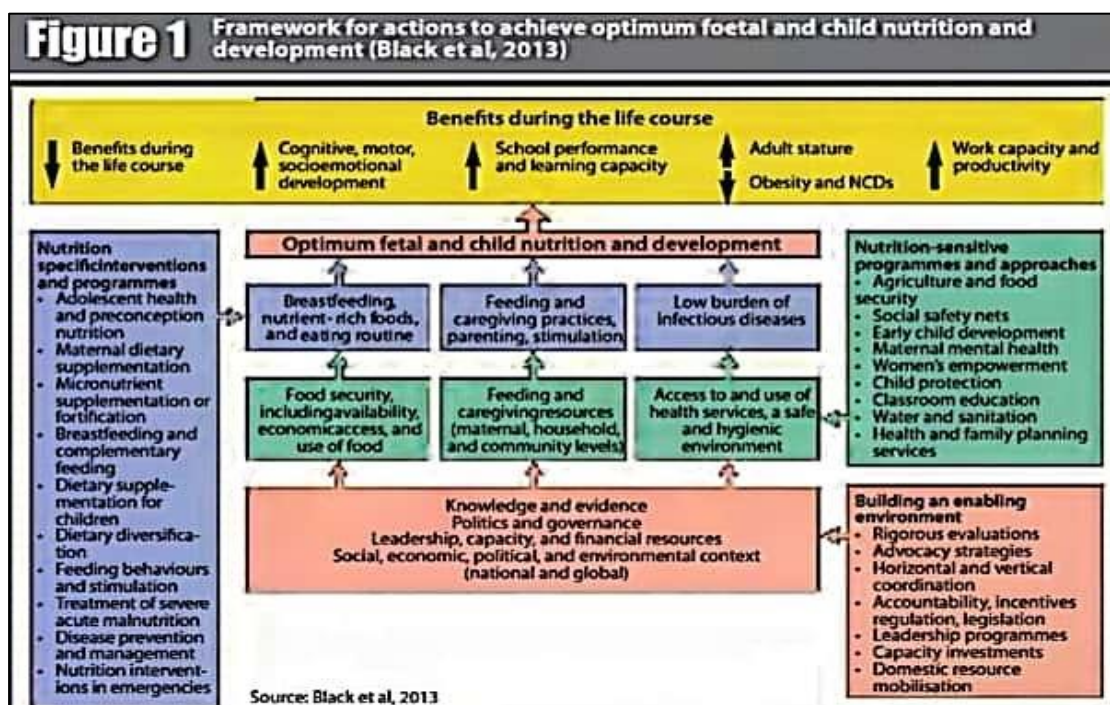 Figure 1
Framework for actions to achieve optimum foetal and child nutrition and
development (Black et al, 2013)
Benefits during the life course
Benefits during
the life course
Cognitive, motor,
socioemotional
development
School performance
and learning capacity
Adult stature
Obesity and NCDs
Work capacity and
productivity
Nutrition
specificinterventions
and programmes
• Adolescent health
and preconception
nutrition
• Maternal dietary
supplementation
• Micronutrient
supplementation or
fortification
• Breastfeeding and
complementary
feeding
• Dietary supple-
mentation for
children
• Dietary diversifica-
tion
• Feeding behaviours
and stimulation
• Treatment of severe
acute malnutrition
• Disease prevention
and management
• Nutrition intervent-
ions in emergencies
Optimum fetal and child nutrition and development
Breastfeeding,
nutrient- rich foods,
and eating routine
Feeding and
caregiving practices,
parenting, stimulation
Low burden of
infectious diseases
Food security,
includingavailability,
economicaccess, and
use of food
Feeding and
caregivingresources
(maternal, household,
and community levels)
Access to and use of
health services, a safe
and hygienic
environment
Knowledge and evidence
Politics and governance
Leadership, capacity, and financial resources
Social, economic, political, and environmental context
(national and global)
Nutrition-sensitive
programmes and approaches
• Agriculture and food
security
• Social safety nets
• Early child development
• Maternal mental health
• Women's empowerment
• Child protection
• Classroom education
• Water and sanitation
• Health and family planning
services
Building an enabling
environment
• Rigorous evaluations
• Advocacy strategies
• Horizontal and vertical
coordination
• Accountability, incentives
regulation, legislation
• Leadership programmes
• Capacity investments
• Domestic resource
mobilisation
Source: Black et al, 2013